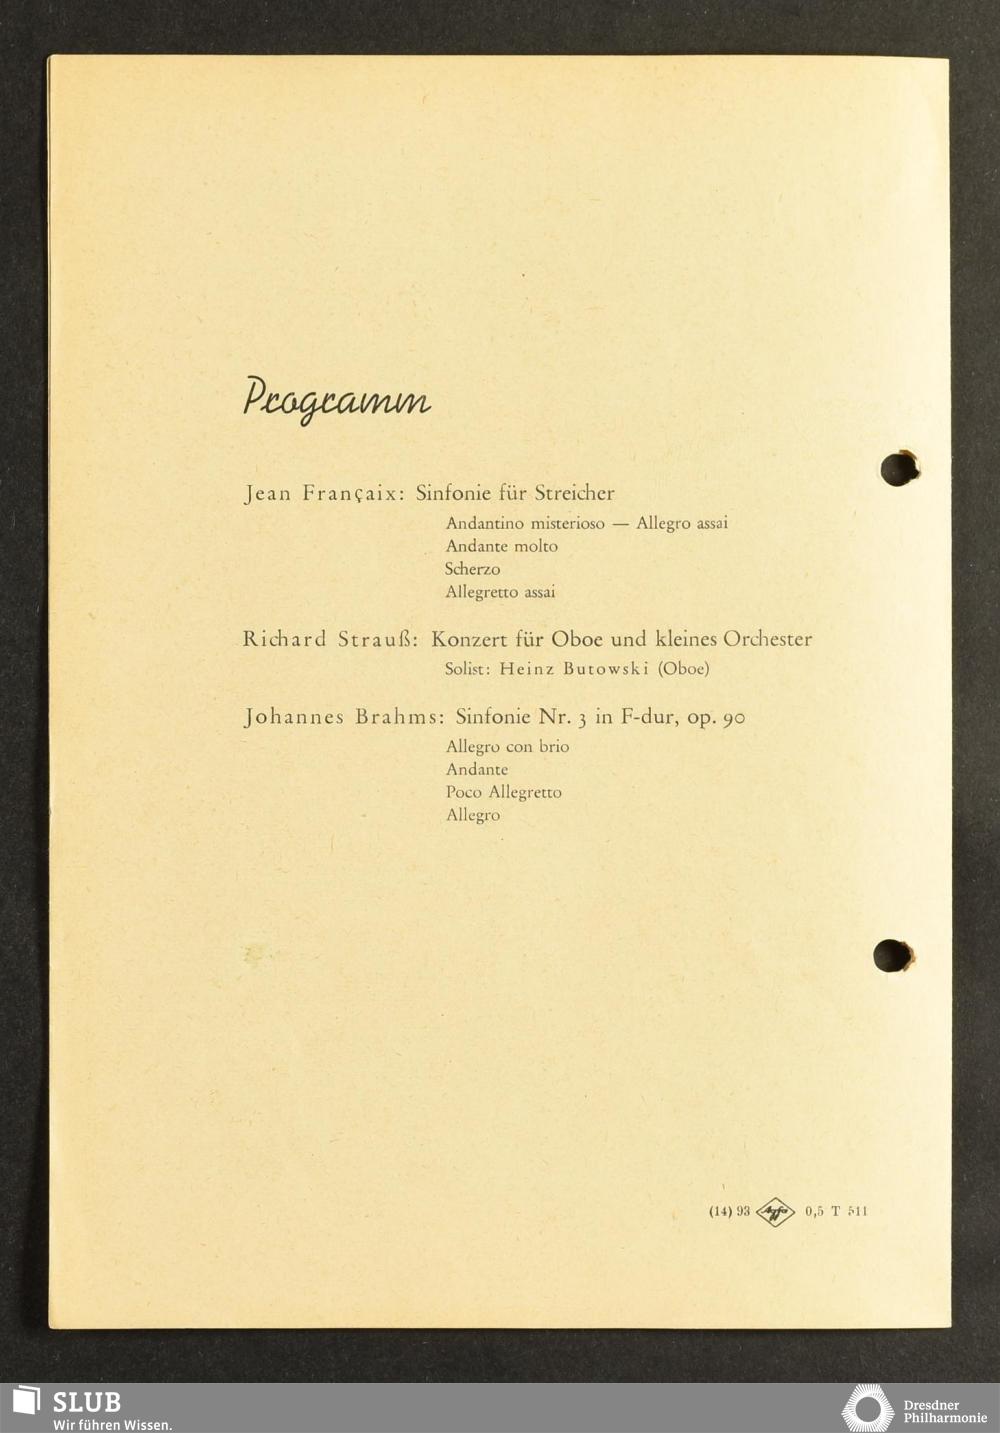 Programm
Jean Françaix: Sinfonie für Streicher
Andantino misterioso — Allegro assai
Andante molto
Scherzo
Allegretto assai
Richard Strauß: Konzert für Oboe und kleines Orchester
Solist: Heinz Butowski (Oboe)
Johannes Brahms: Sinfonie Nr. 3 in F-dur, op. 90
Allegro con brio
Andante
Poco Allegretto
Allegro
(14) 93 Agfa 0,5 T 511
SLUB
Wir führen Wissen.
Dresdner
Philharmonie